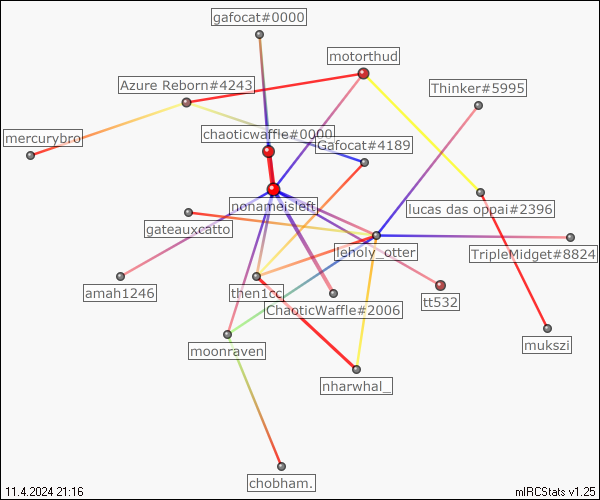 gafocat#0000
motorthud
Azure Reborn#4243
Thinker#5995
chaoticwaffle#0000
mercurybro
Gafocat#4189
nonameisleft
lucas das oppai#2396
gateauxcatto
leholy_otter
TripleMidget#8824
amah1246
then1cc
ChaoticWaffle#2006
tt532
moonraven
mukszi
nharwhal_
chobham.
11.4.2024 21:16
mIRCStats v1.25